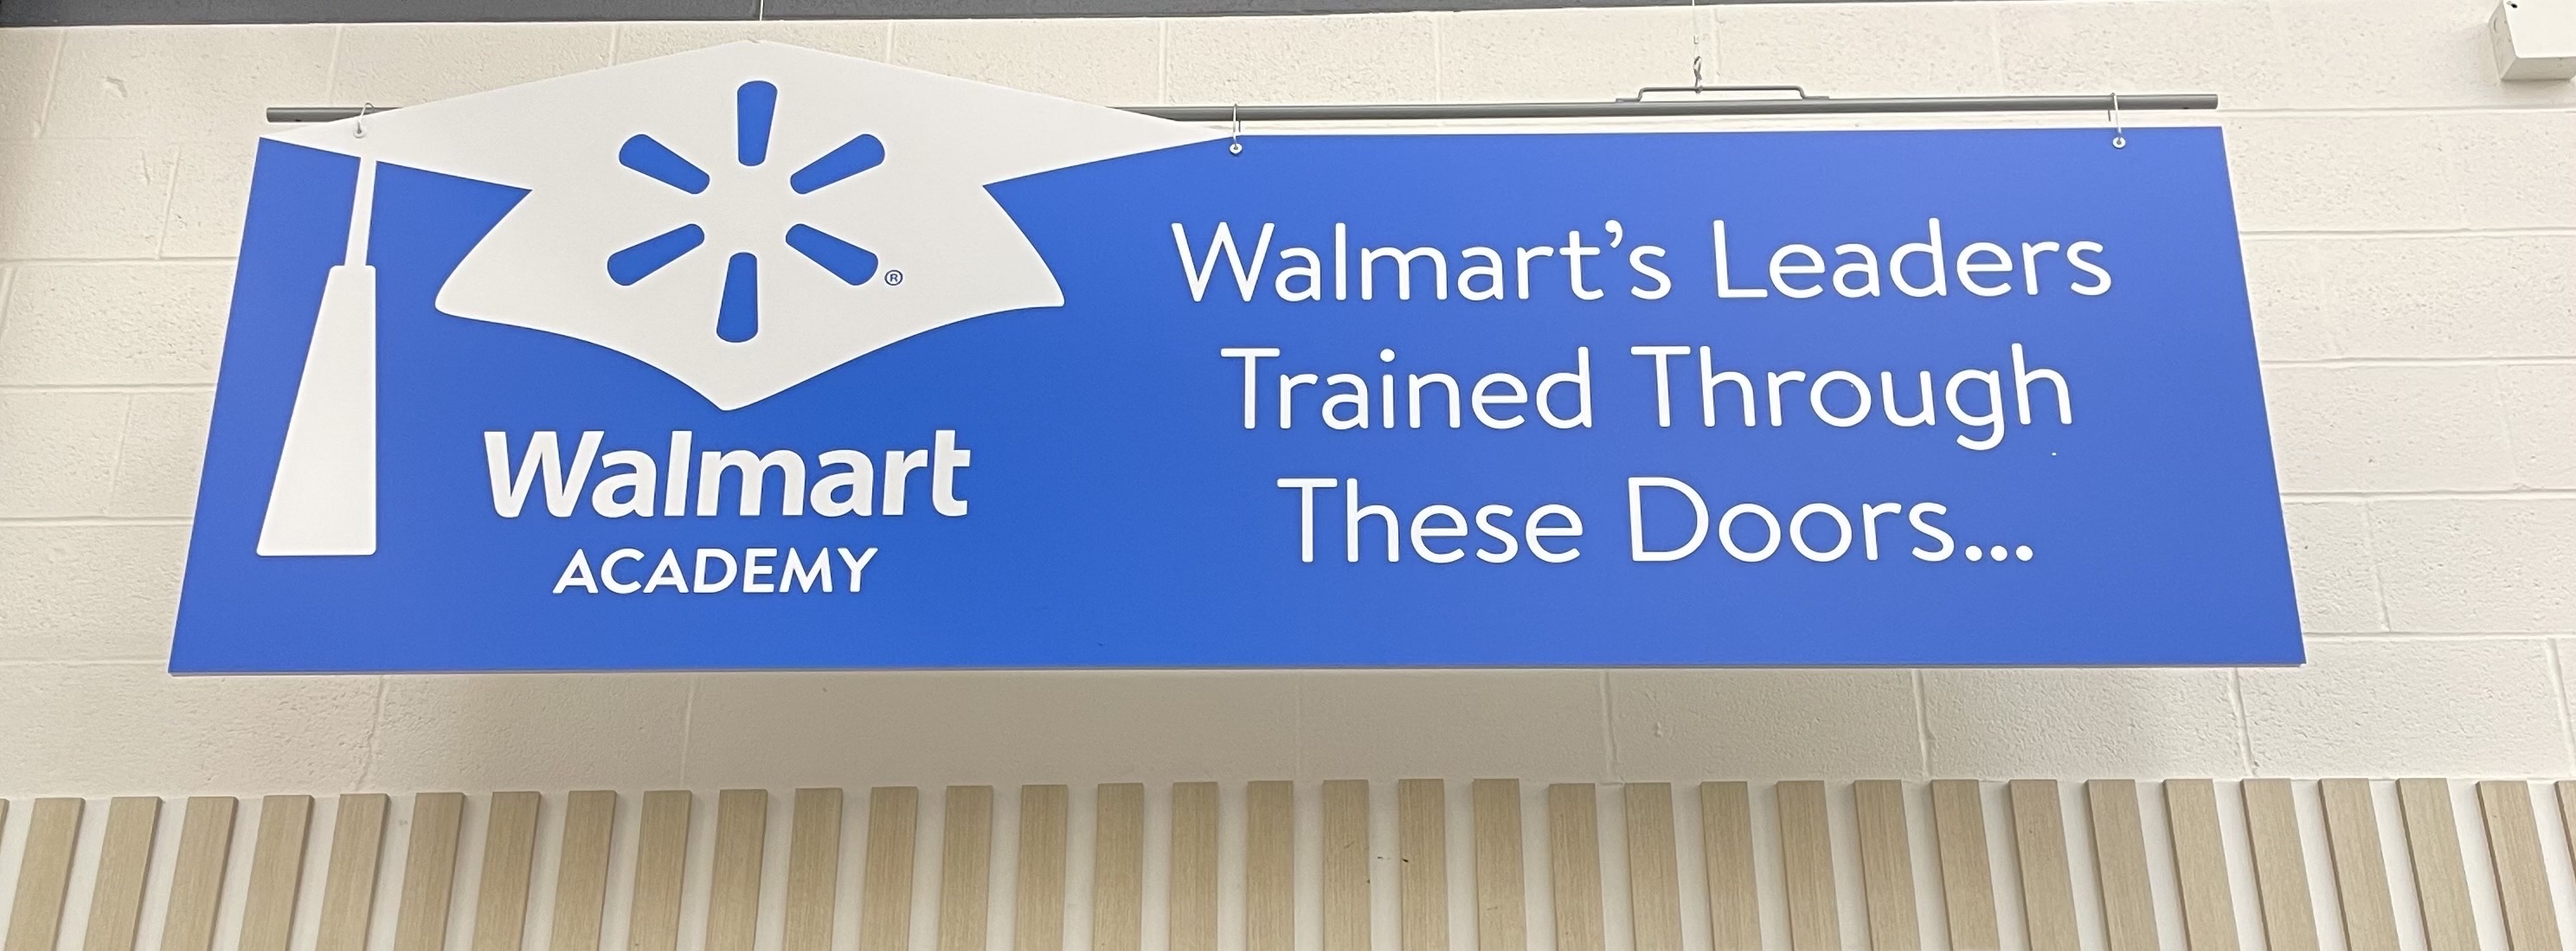 ®
Walmart
ACADEMY
Walmart’s Leaders
Trained Through
These Doors...